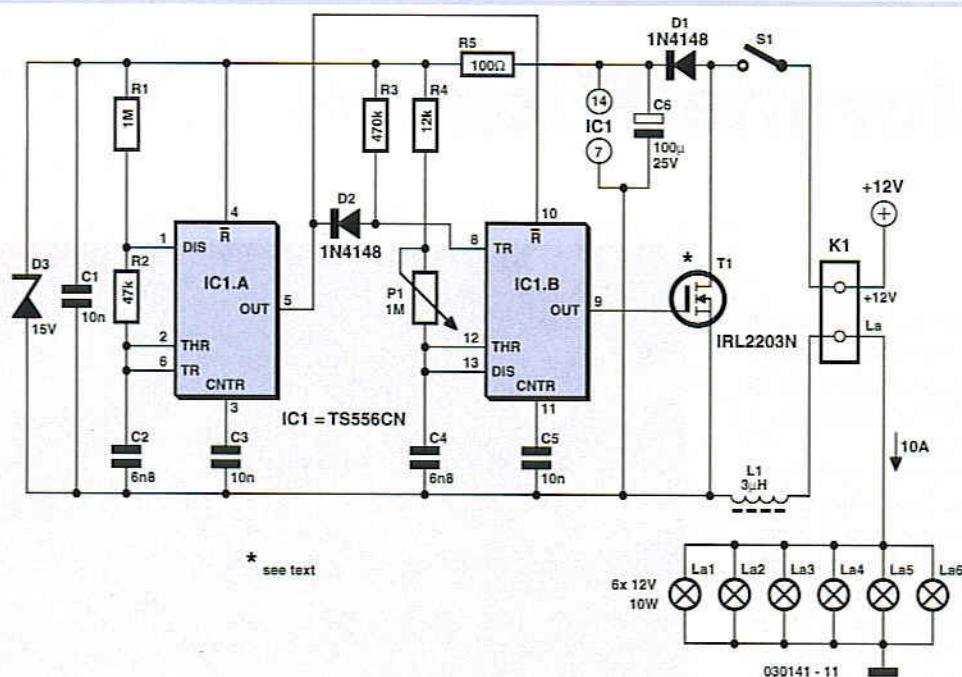 D1
1N4148
S1
R5
100Ω
R1
1M
R3
470k
R4
12k
14
IC1
7
C6
100µ
25V
+12V
K1
+12V
La
D2
1N4148
4
R
1
DIS
IC1.A
OUT
5
2
THR
6
TR
CNTR
3
10
R
8
TR
IC1.B
OUT
9
12
THR
13
DIS
CNTR
11
*
T1
IRL2203N
D3
15V
C1
10n
R2
47k
P1
1M
IC1 = TS556CN
C2
6n8
C3
10n
C4
6n8
C5
10n
L1
3µH
10A
* see text
6x 12V
10W
La1
La2
La3
La4
La5
La6
030141 - 11